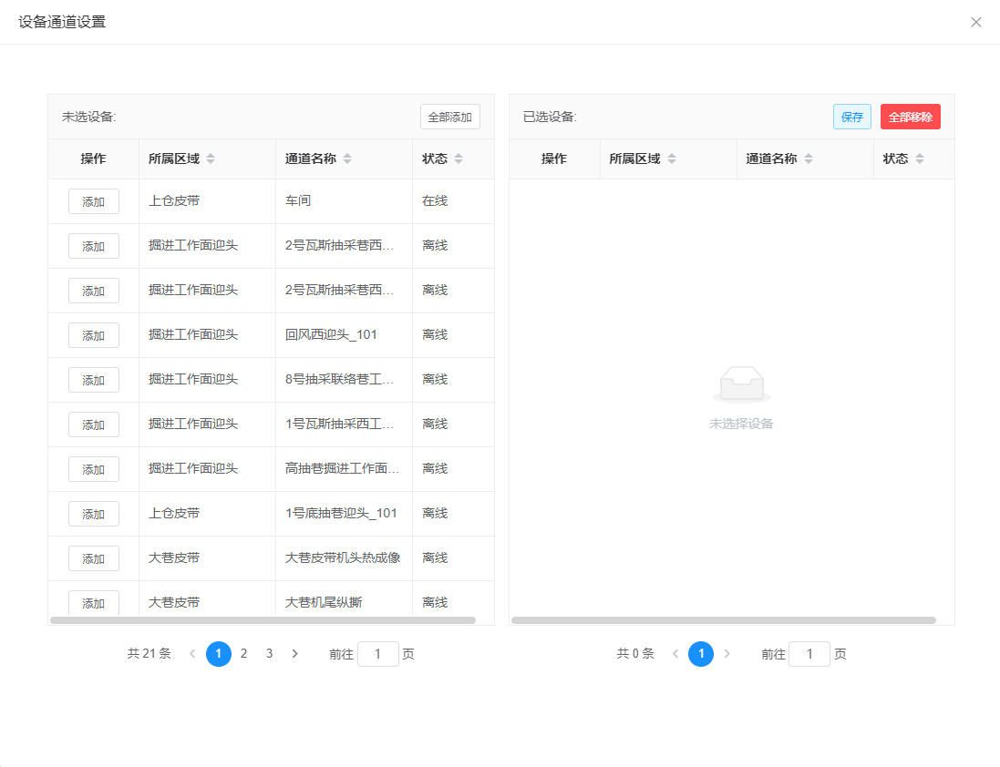 设备通道设置
未选设备: 全部添加
操作 所属区域 通道名称 状态
添加 上仓皮带 车间 在线
添加 掘进工作面迎头 2号瓦斯抽采巷西... 离线
添加 掘进工作面迎头 2号瓦斯抽采巷西... 离线
添加 掘进工作面迎头 回风西迎头_101 离线
添加 掘进工作面迎头 8号抽采联络巷工... 离线
添加 掘进工作面迎头 1号瓦斯抽采西工... 离线
添加 掘进工作面迎头 高抽巷掘进工作面... 离线
添加 上仓皮带 1号底抽巷迎头_101 离线
添加 大巷皮带 大巷皮带机头热成像 离线
添加 大巷皮带 大巷机尾纵撕 离线
共 21 条 1 2 3 前往 1 页
已选设备: 保存 全部移除
操作 所属区域 通道名称 状态
未选择设备
共 0 条 1 前往 1 页